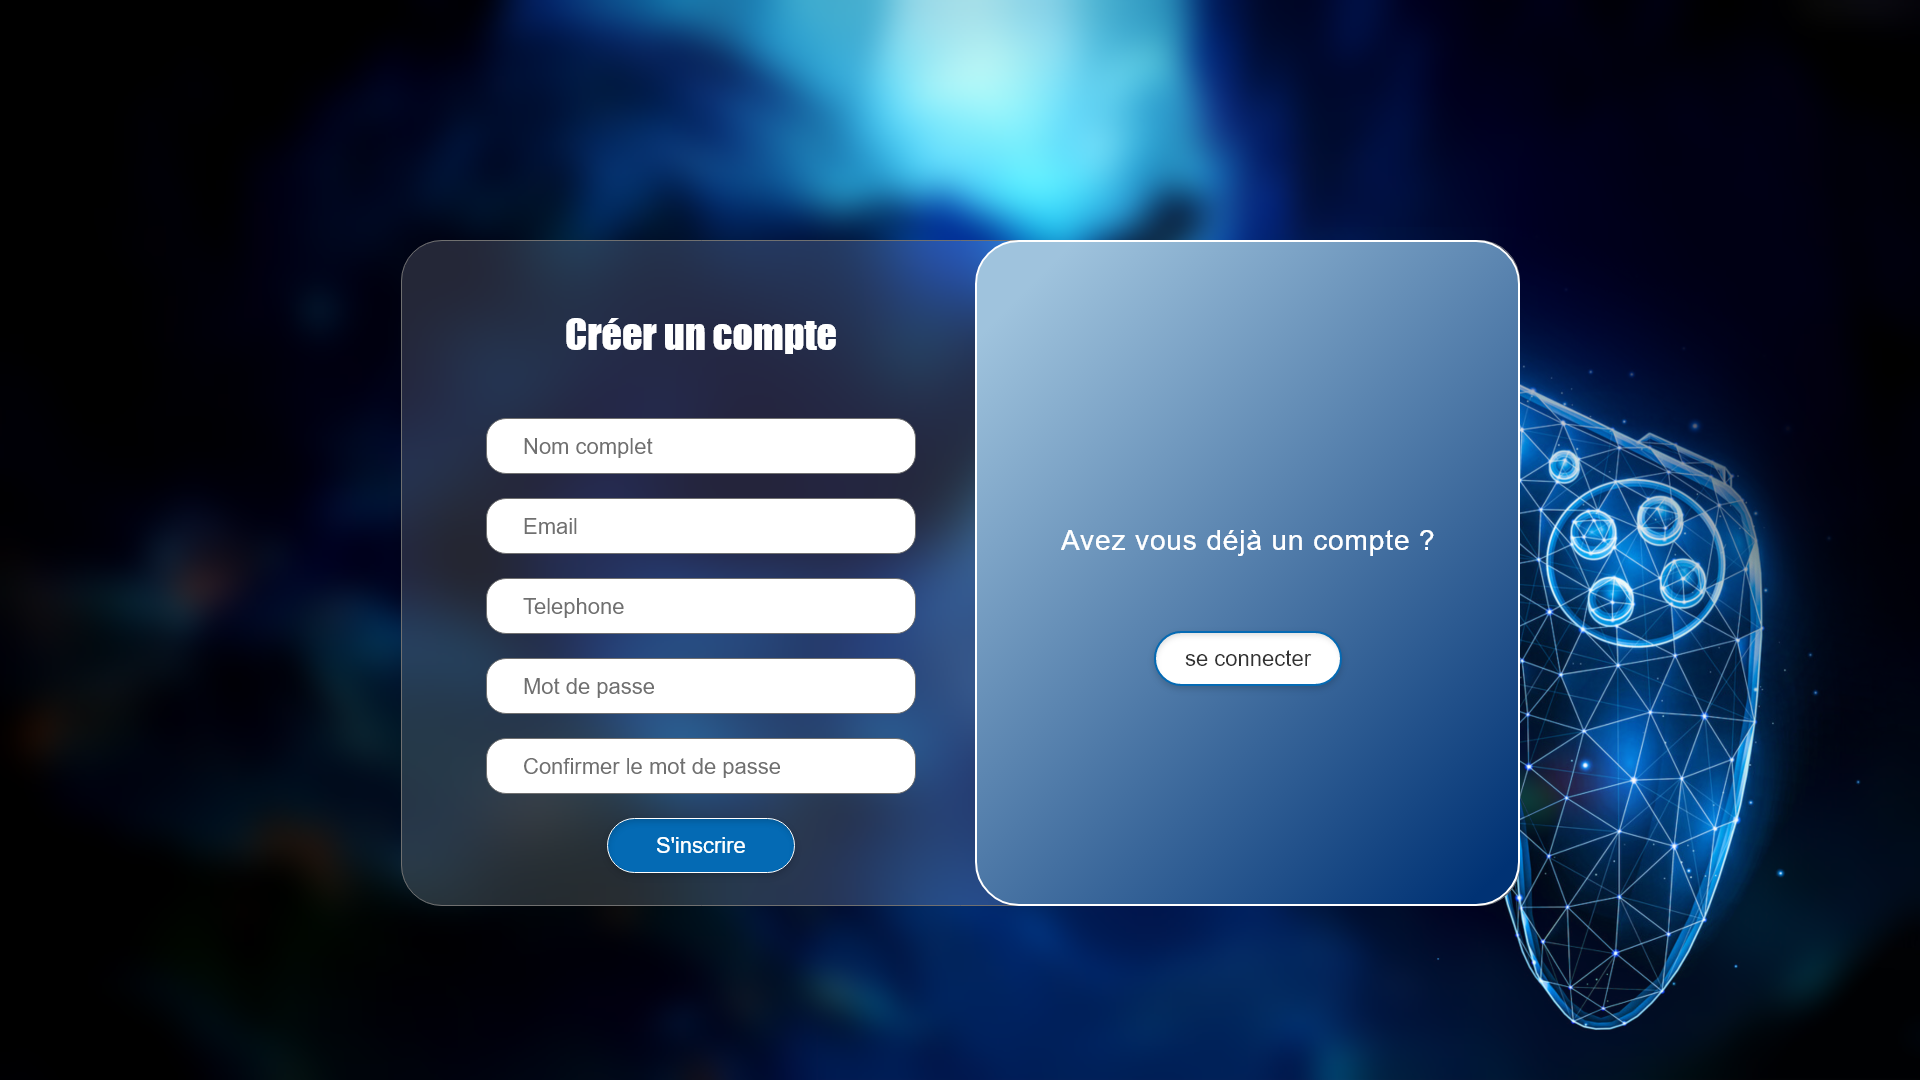 Créer un compte
Nom complet
Email
Telephone
Mot de passe
Confirmer le mot de passe
S'inscrire
Avez vous déjà un compte ?
se connecter